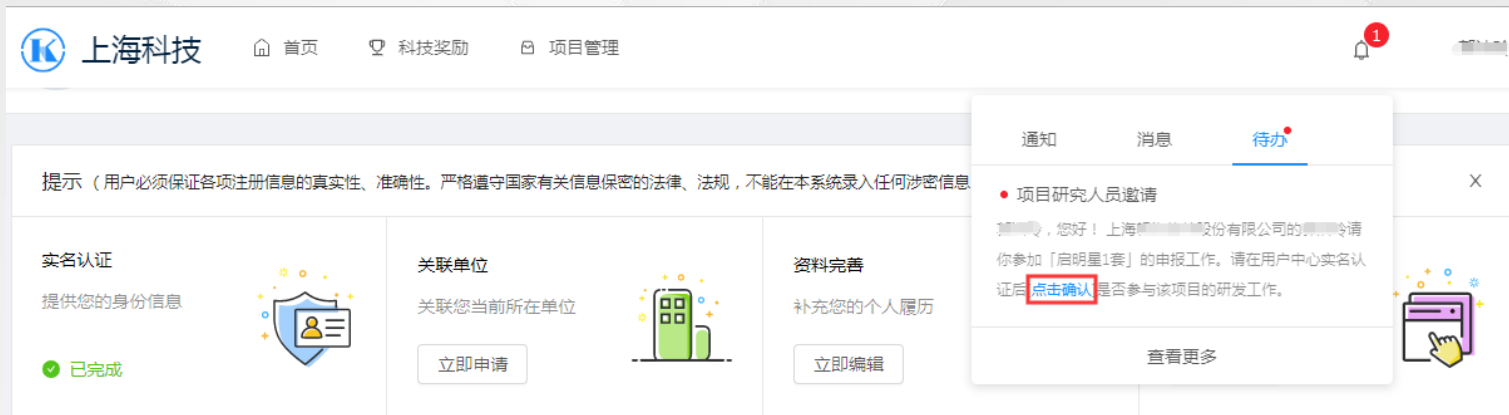 上海科技 首页 科技奖励 项目管理 1
通知 消息 待办
提示（用户必须保证各项注册信息的真实性、准确性。严格遵守国家有关信息保密的法律、法规，不能在本系统录入任何涉密信息 X
项目研究人员邀请
，您好！ 上海 股份有限公司的 请
你参加「启明星1套」的申报工作。请在用户中心实名认
证后[点击确认]是否参与该项目的研发工作。
查看更多
实名认证
提供您的身份信息
已完成
关联单位
关联您当前所在单位
立即申请
资料完善
补充您的个人履历
立即编辑